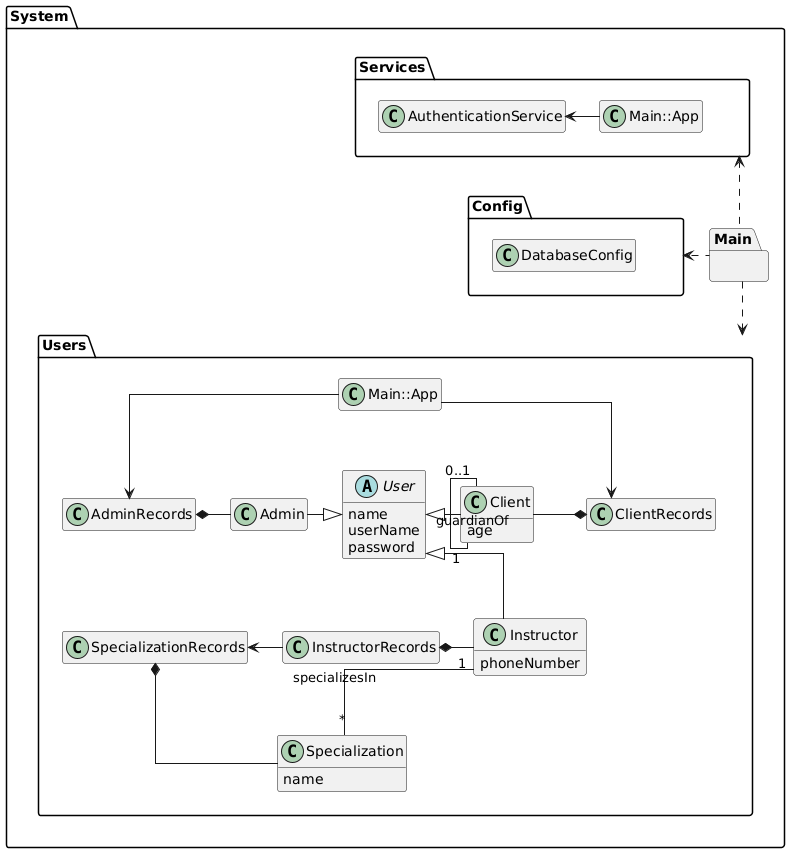 System
Services
C AuthenticationService
C Main::App
Config
C DatabaseConfig
Main
Users
C Main::App
C AdminRecords
C Admin
A User
name
userName
password
0..1
C Client
age
guardianOf
1
C ClientRecords
C SpecializationRecords
C InstructorRecords
C Instructor
phoneNumber
specializesIn
1
*
C Specialization
name